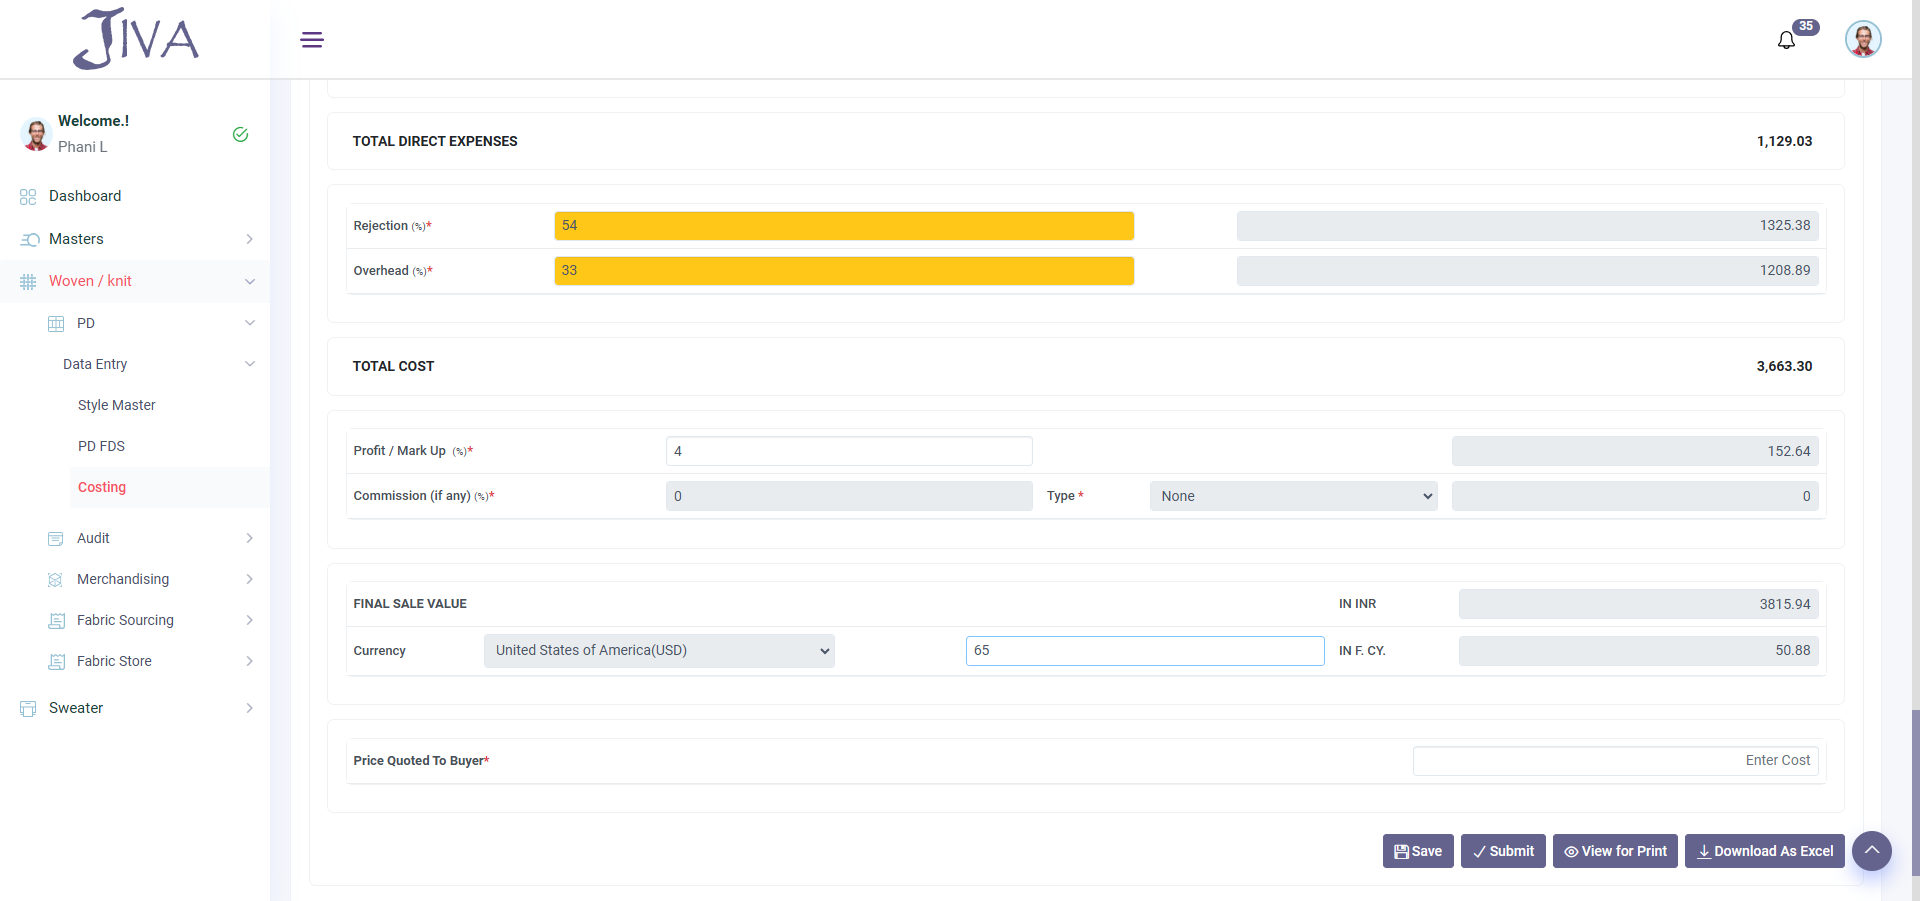 JIVA
35
Welcome.!
Phani L
Dashboard
Masters
Woven / knit
PD
Data Entry
Style Master
PD FDS
Costing
Audit
Merchandising
Fabric Sourcing
Fabric Store
Sweater
TOTAL DIRECT EXPENSES 1,129.03
Rejection (%)* 54 1325.38
Overhead (%)* 33 1208.89
TOTAL COST 3,663.30
Profit / Mark Up (%)* 4 152.64
Commission (if any) (%)* 0 Type * None 0
FINAL SALE VALUE IN INR 3815.94
Currency United States of America(USD) 65 IN F. CY. 50.88
Price Quoted To Buyer* Enter Cost
Save Submit View for Print Download As Excel